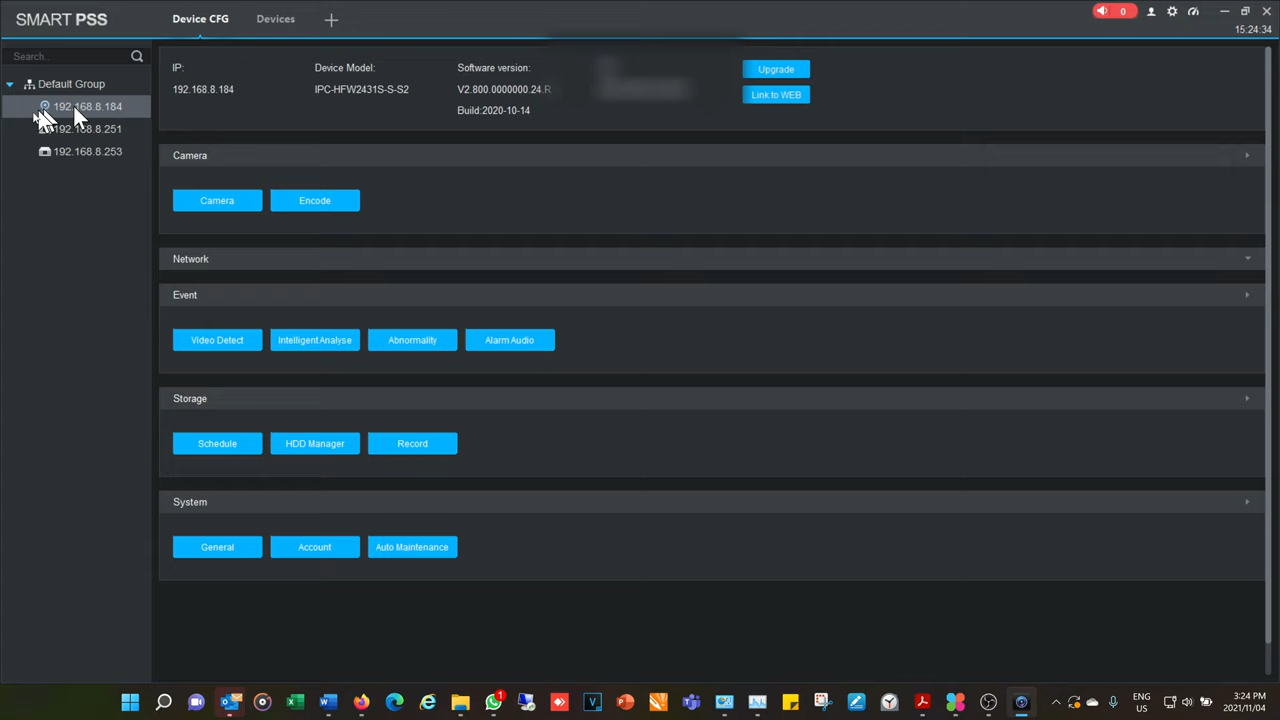 SMART PSS Device CFG Devices + 0
15:24:34
Search...
Default Group
192.168.8.184
192.168.8.251
192.168.8.253
IP: Device Model: Software version:
192.168.8.184 IPC-HFW2431S-S-S2 V2.800.0000000.24.R
Build:2020-10-14
Upgrade
Link to WEB
Camera
Camera Encode
Network
Event
Video Detect Intelligent Analyse Abnormality Alarm Audio
Storage
Schedule HDD Manager Record
System
General Account Auto Maintenance
1
ENG
US
3:24 PM
2021/11/04